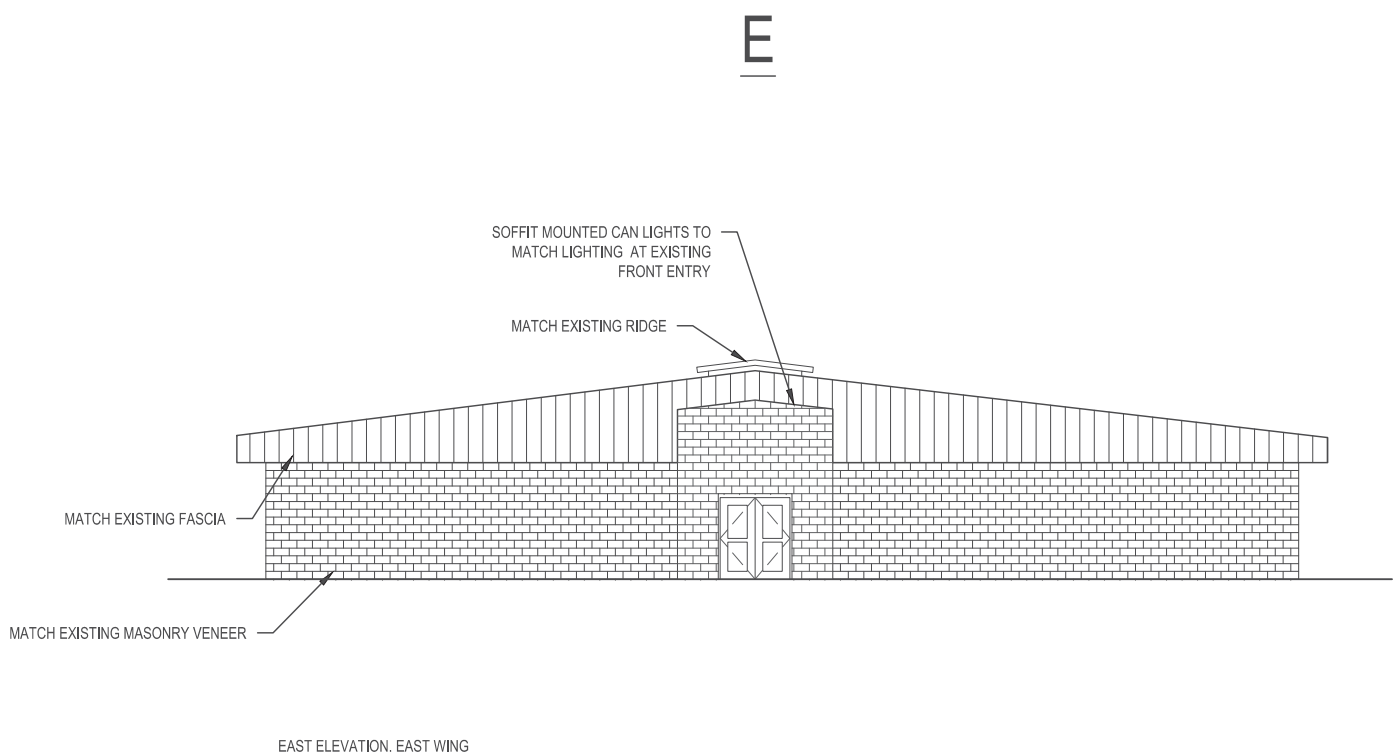 E
SOFFIT MOUNTED CAN LIGHTS TO
MATCH LIGHTING AT EXISTING
FRONT ENTRY
MATCH EXISTING RIDGE
MATCH EXISTING FASCIA
MATCH EXISTING MASONRY VENEER
EAST ELEVATION. EAST WING